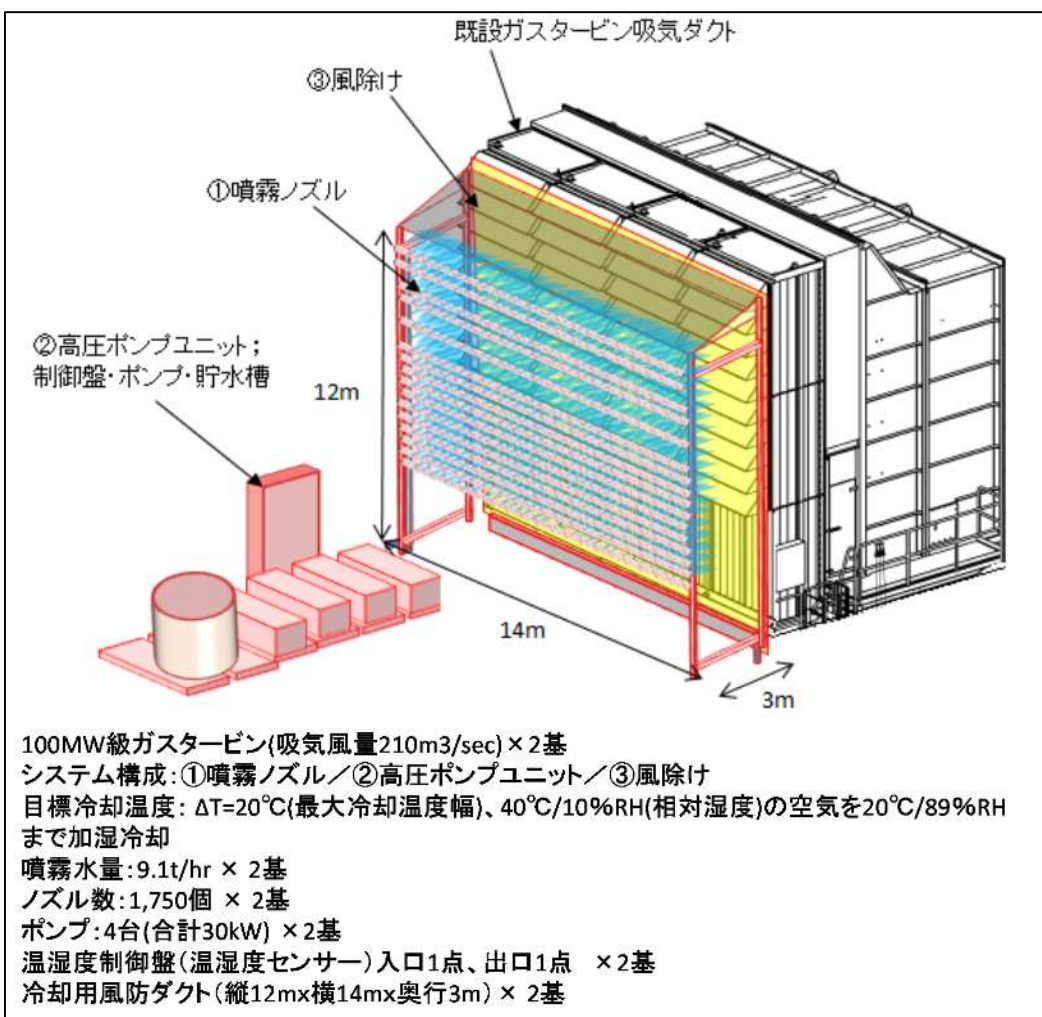 既設ガスタービン吸気ダクト
③風除け
①噴霧ノズル
②高圧ポンプユニット;
制御盤・ポンプ・貯水槽
12m
14m
3m
100MW級ガスタービン(吸気風量210m3/sec)×2基
システム構成:①噴霧ノズル／②高圧ポンプユニット／③風除け
目標冷却温度: ΔT=20℃(最大冷却温度幅)、40℃/10%RH(相対湿度)の空気を20℃/89%RH
まで加湿冷却
噴霧水量:9.1t/hr × 2基
ノズル数:1,750個 × 2基
ポンプ:4台(合計30kW) ×2基
温湿度制御盤(温湿度センサー)入口1点、出口1点　×2基
冷却用風防ダクト(縦12mx横14mx奥行3m) × 2基